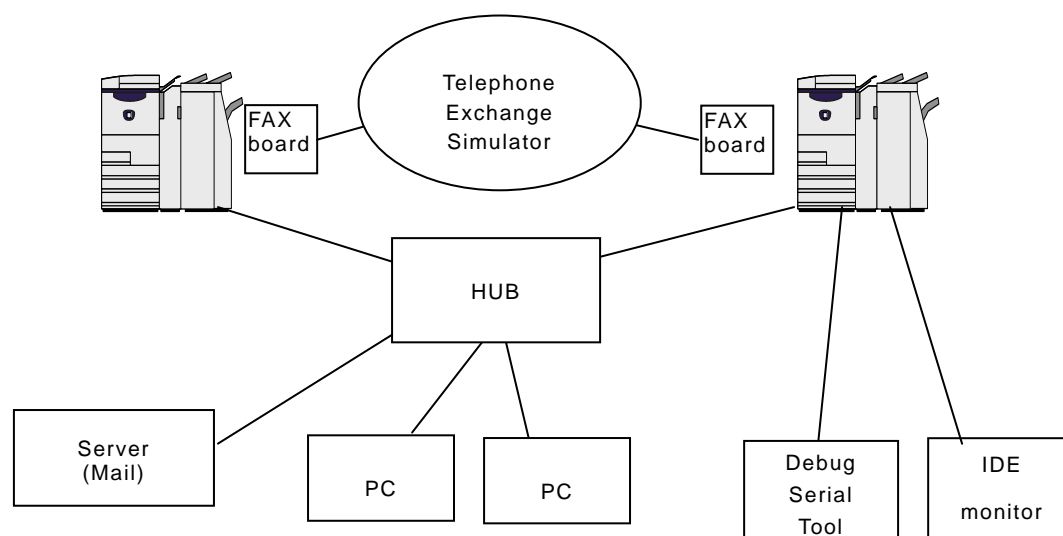 Telephone
Exchange
Simulator
FAX
board
FAX
board
HUB
Server
(Mail)
PC
PC
Debug
Serial
Tool
IDE
monitor